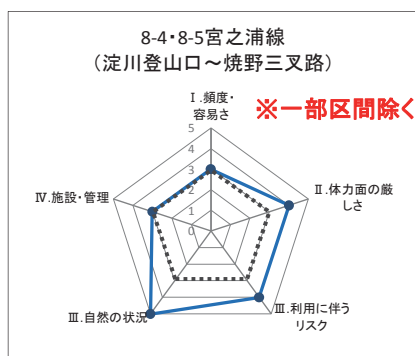 8-4・8-5宮之浦線
(淀川登山口～焼野三叉路)
Ⅰ.頻度・
容易さ
※一部区間除く
5
4
3
2
1
0
Ⅱ.体力面の厳
しさ
Ⅳ.施設・管理
Ⅲ.自然の状況
Ⅲ.利用に伴う
リスク